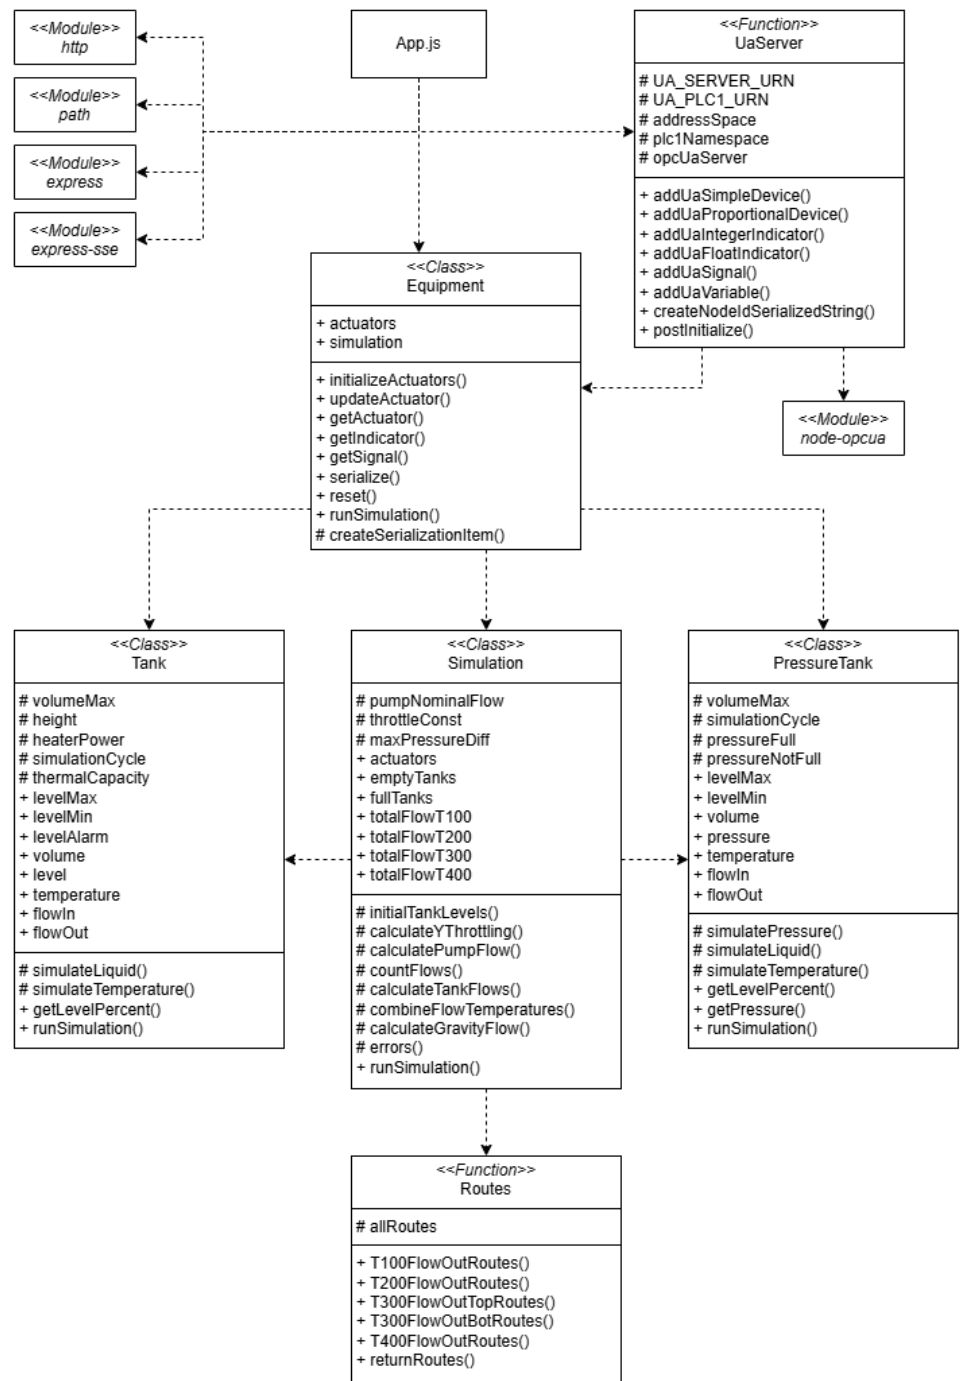 <<Module>>
http
<<Module>>
path
<<Module>>
express
<<Module>>
express-sse
App.js
<<Function>>
UaServer
# UA_SERVER_URN
# UA_PLC1_URN
# addressSpace
# plc1Namespace
# opcUaServer
+ addUaSimpleDevice()
+ addUaProportionalDevice()
+ addUaIntegerIndicator()
+ addUaFloatIndicator()
+ addUaSignal()
+ addUaVariable()
+ createNodeIdSerializedString()
+ postInitialize()
<<Class>>
Equipment
+ actuators
+ simulation
+ initializeActuators()
+ updateActuator()
+ getActuator()
+ getIndicator()
+ getSignal()
+ serialize()
+ reset()
+ runSimulation()
# createSerializationItem()
<<Module>>
node-opcua
<<Class>>
Tank
# volumeMax
# height
# heaterPower
# simulationCycle
# thermalCapacity
+ levelMax
+ levelMin
+ levelAlarm
+ volume
+ level
+ temperature
+ flowIn
+ flowOut
# simulateLiquid()
# simulateTemperature()
+ getLevelPercent()
+ runSimulation()
<<Class>>
Simulation
# pumpNominalFlow
# throttleConst
# maxPressureDiff
+ actuators
+ emptyTanks
+ fullTanks
+ totalFlowT100
+ totalFlowT200
+ totalFlowT300
+ totalFlowT400
# initialTankLevels()
# calculateYThrottling()
# calculatePumpFlow()
# countFlows()
# calculateTankFlows()
# combineFlowTemperatures()
# calculateGravityFlow()
# errors()
+ runSimulation()
<<Class>>
PressureTank
# volumeMax
# simulationCycle
# pressureFull
# pressureNotFull
+ levelMax
+ levelMin
+ volume
+ pressure
+ temperature
+ flowIn
+ flowOut
# simulatePressure()
# simulateLiquid()
# simulateTemperature()
+ getLevelPercent()
+ getPressure()
+ runSimulation()
<<Function>>
Routes
# allRoutes
+ T100FlowOutRoutes()
+ T200FlowOutRoutes()
+ T300FlowOutTopRoutes()
+ T300FlowOutBotRoutes()
+ T400FlowOutRoutes()
+ returnRoutes()